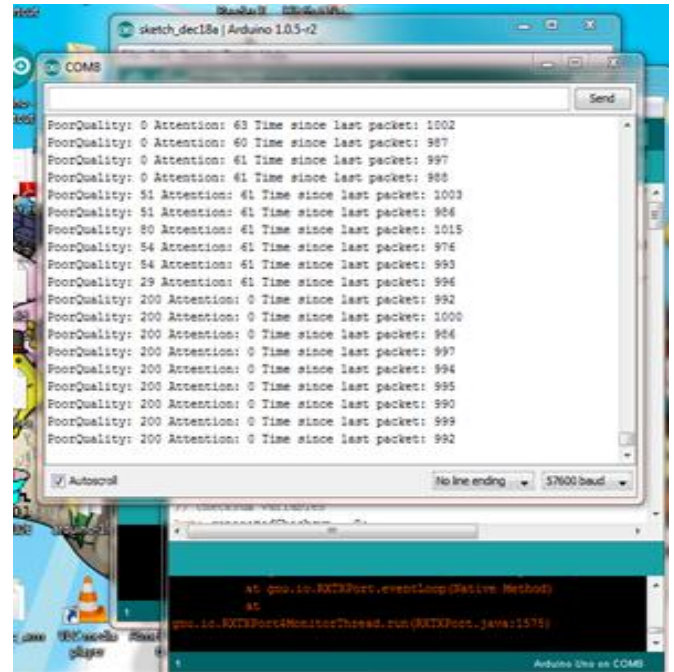 sketch_dec18a | Arduino 1.0.5-r2
COM8
Send
PoorQuality: 0 Attention: 63 Time since last packet: 1002
PoorQuality: 0 Attention: 60 Time since last packet: 987
PoorQuality: 0 Attention: 61 Time since last packet: 997
PoorQuality: 0 Attention: 61 Time since last packet: 988
PoorQuality: 51 Attention: 61 Time since last packet: 1003
PoorQuality: 51 Attention: 61 Time since last packet: 986
PoorQuality: 80 Attention: 61 Time since last packet: 1015
PoorQuality: 54 Attention: 61 Time since last packet: 976
PoorQuality: 54 Attention: 61 Time since last packet: 993
PoorQuality: 29 Attention: 61 Time since last packet: 996
PoorQuality: 200 Attention: 0 Time since last packet: 992
PoorQuality: 200 Attention: 0 Time since last packet: 1000
PoorQuality: 200 Attention: 0 Time since last packet: 986
PoorQuality: 200 Attention: 0 Time since last packet: 997
PoorQuality: 200 Attention: 0 Time since last packet: 994
PoorQuality: 200 Attention: 0 Time since last packet: 995
PoorQuality: 200 Attention: 0 Time since last packet: 990
PoorQuality: 200 Attention: 0 Time since last packet: 999
PoorQuality: 200 Attention: 0 Time since last packet: 992
Autoscroll
No line ending
57600 baud
at gnu.io.RXTXPort.eventLoop(Native Method)
at
gnu.io.RXTXPort$MonitorThread.run(RXTXPort.java:1575)
1
1
Arduino Uno on COM8
player